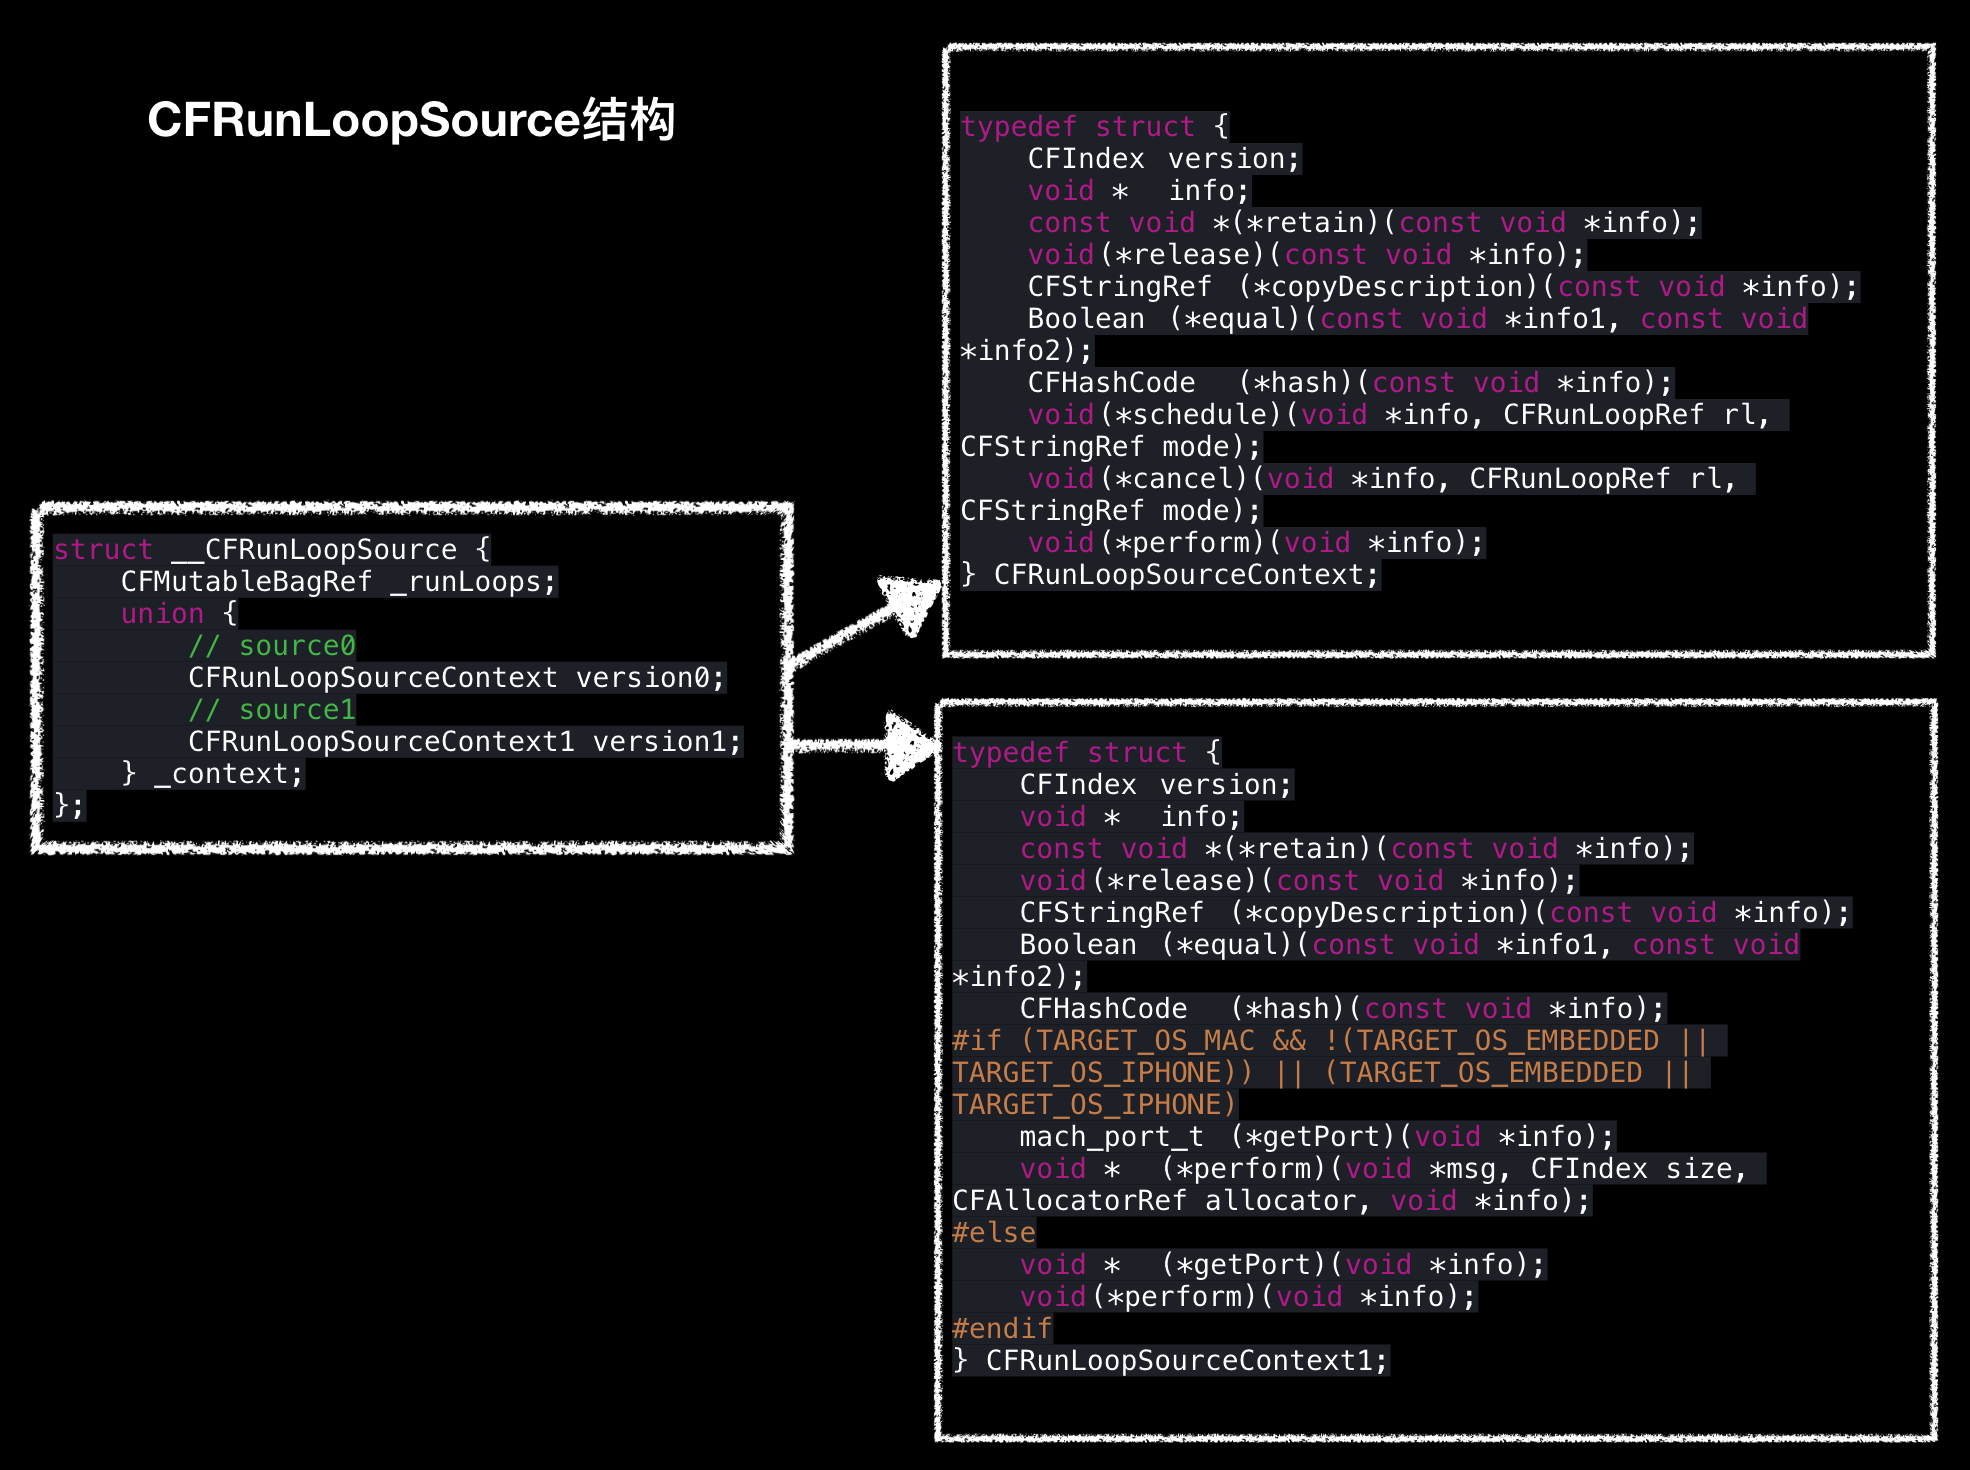 CFRunLoopSource结构
struct __CFRunLoopSource {
    CFMutableBagRef _runLoops;
    union {
        // source0
        CFRunLoopSourceContext version0;
        // source1
        CFRunLoopSourceContext1 version1;
    } _context;
};
typedef struct {
    CFIndex version;
    void *  info;
    const void *(*retain)(const void *info);
    void(*release)(const void *info);
    CFStringRef (*copyDescription)(const void *info);
    Boolean (*equal)(const void *info1, const void
*info2);
    CFHashCode  (*hash)(const void *info);
    void(*schedule)(void *info, CFRunLoopRef rl,
CFStringRef mode);
    void(*cancel)(void *info, CFRunLoopRef rl,
CFStringRef mode);
    void(*perform)(void *info);
} CFRunLoopSourceContext;
typedef struct {
    CFIndex version;
    void *  info;
    const void *(*retain)(const void *info);
    void(*release)(const void *info);
    CFStringRef (*copyDescription)(const void *info);
    Boolean (*equal)(const void *info1, const void
*info2);
    CFHashCode  (*hash)(const void *info);
#if (TARGET_OS_MAC && !(TARGET_OS_EMBEDDED ||
TARGET_OS_IPHONE)) || (TARGET_OS_EMBEDDED ||
TARGET_OS_IPHONE)
    mach_port_t (*getPort)(void *info);
    void *  (*perform)(void *msg, CFIndex size,
CFAllocatorRef allocator, void *info);
#else
    void *  (*getPort)(void *info);
    void(*perform)(void *info);
#endif
} CFRunLoopSourceContext1;